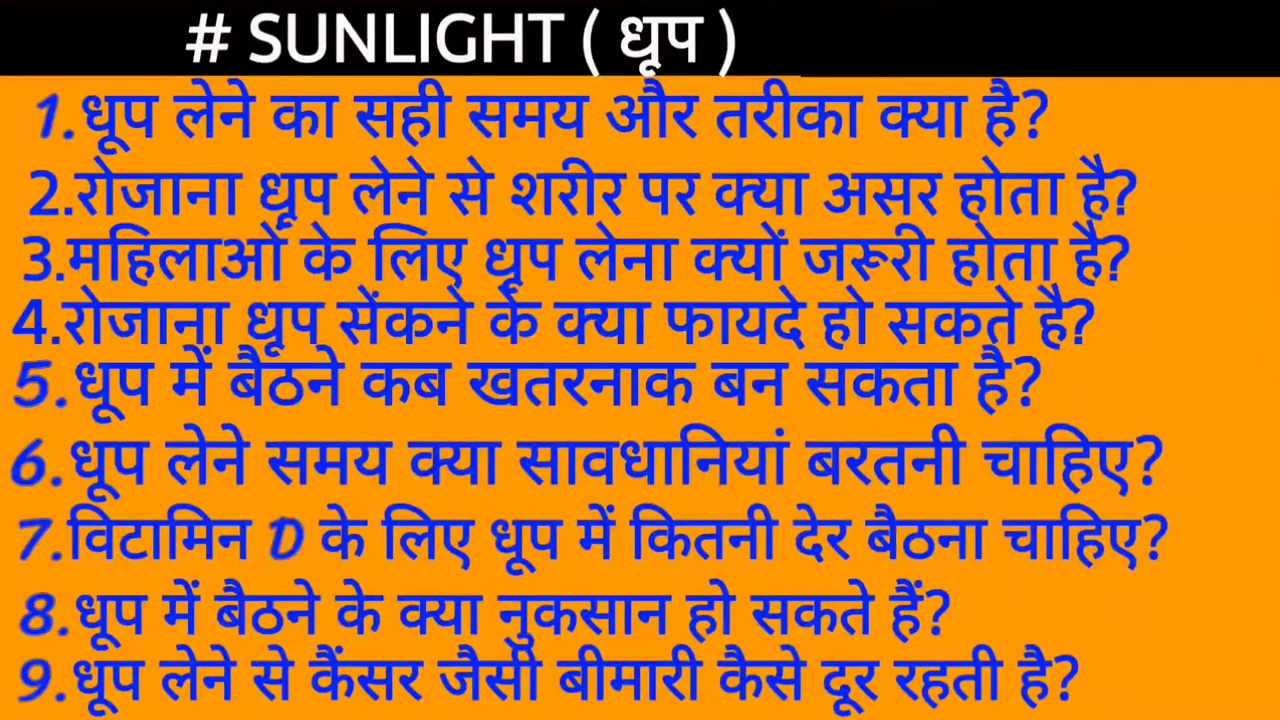 # SUNLIGHT ( धूप )
1.धूप लेने का सही समय और तरीका क्या है?
2.रोजाना धूप लेने से शरीर पर क्या असर होता है?
3.महिलाओं के लिए धूप लेना क्यों जरूरी होता है?
4.रोजाना धूप सेंकने के क्या फायदे हो सकते है?
5.धूप में बैठने कब खतरनाक बन सकता है?
6.धूप लेने समय क्या सावधानियां बरतनी चाहिए?
7.विटामिन D के लिए धूप में कितनी देर बैठना चाहिए?
8.धूप में बैठने के क्या नुकसान हो सकते हैं?
9.धूप लेने से कैंसर जैसी बीमारी कैसे दूर रहती है?